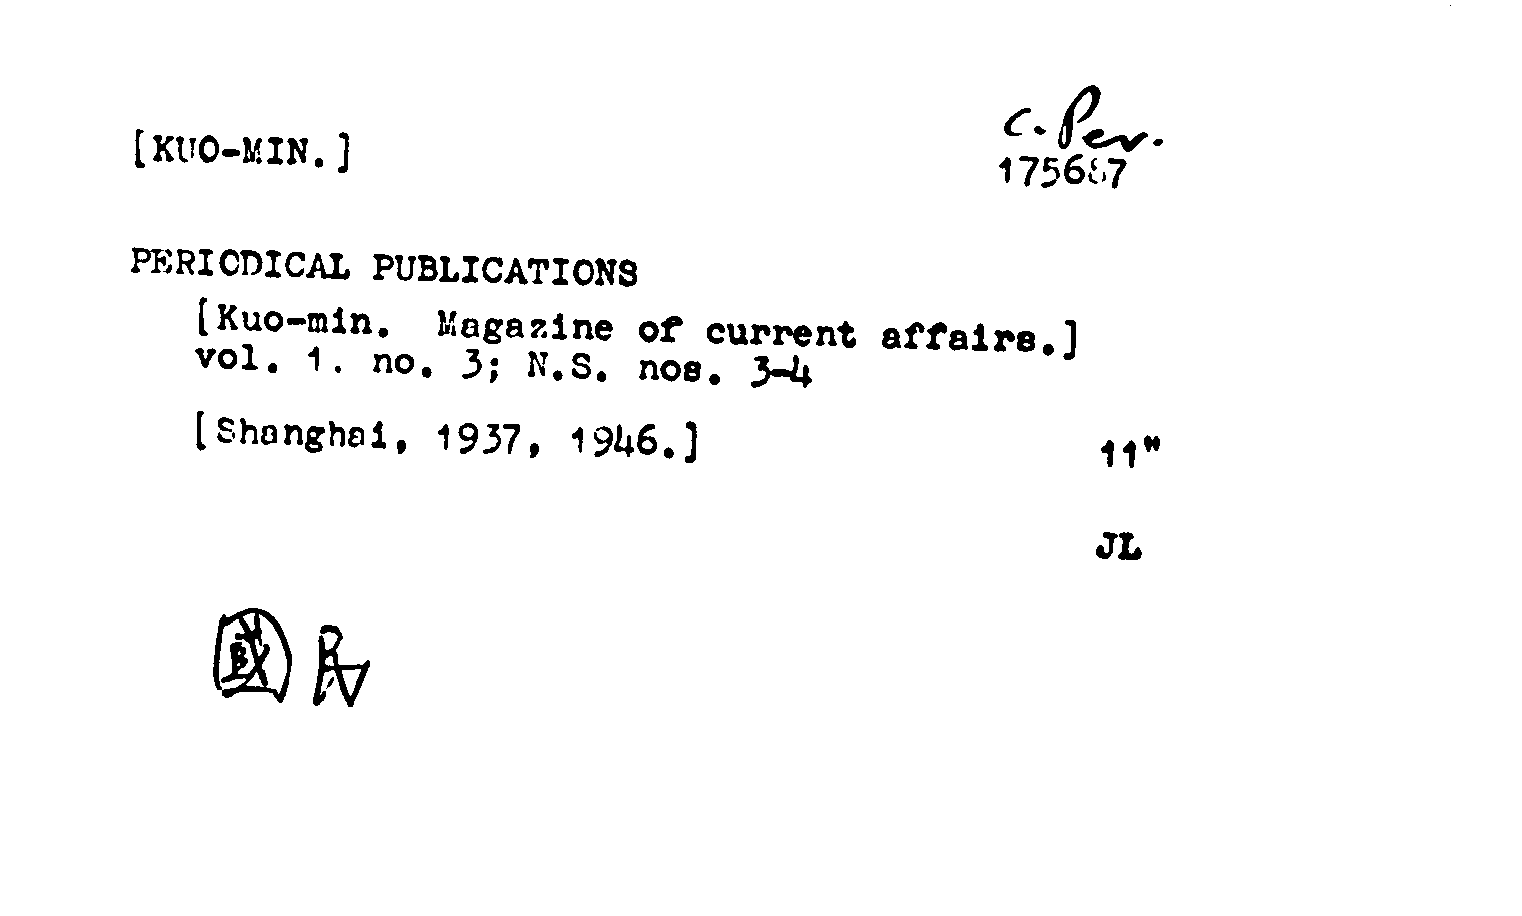 [KUO-MIN.]
C. Per.
175687
PERIODICAL PUBLICATIONS
[Kuo-min. Magazine of current affairs.]
vol. 1. no. 3; N.S. nos. 3-4
[Shanghai, 1937, 1946.]
11"
JL
國民